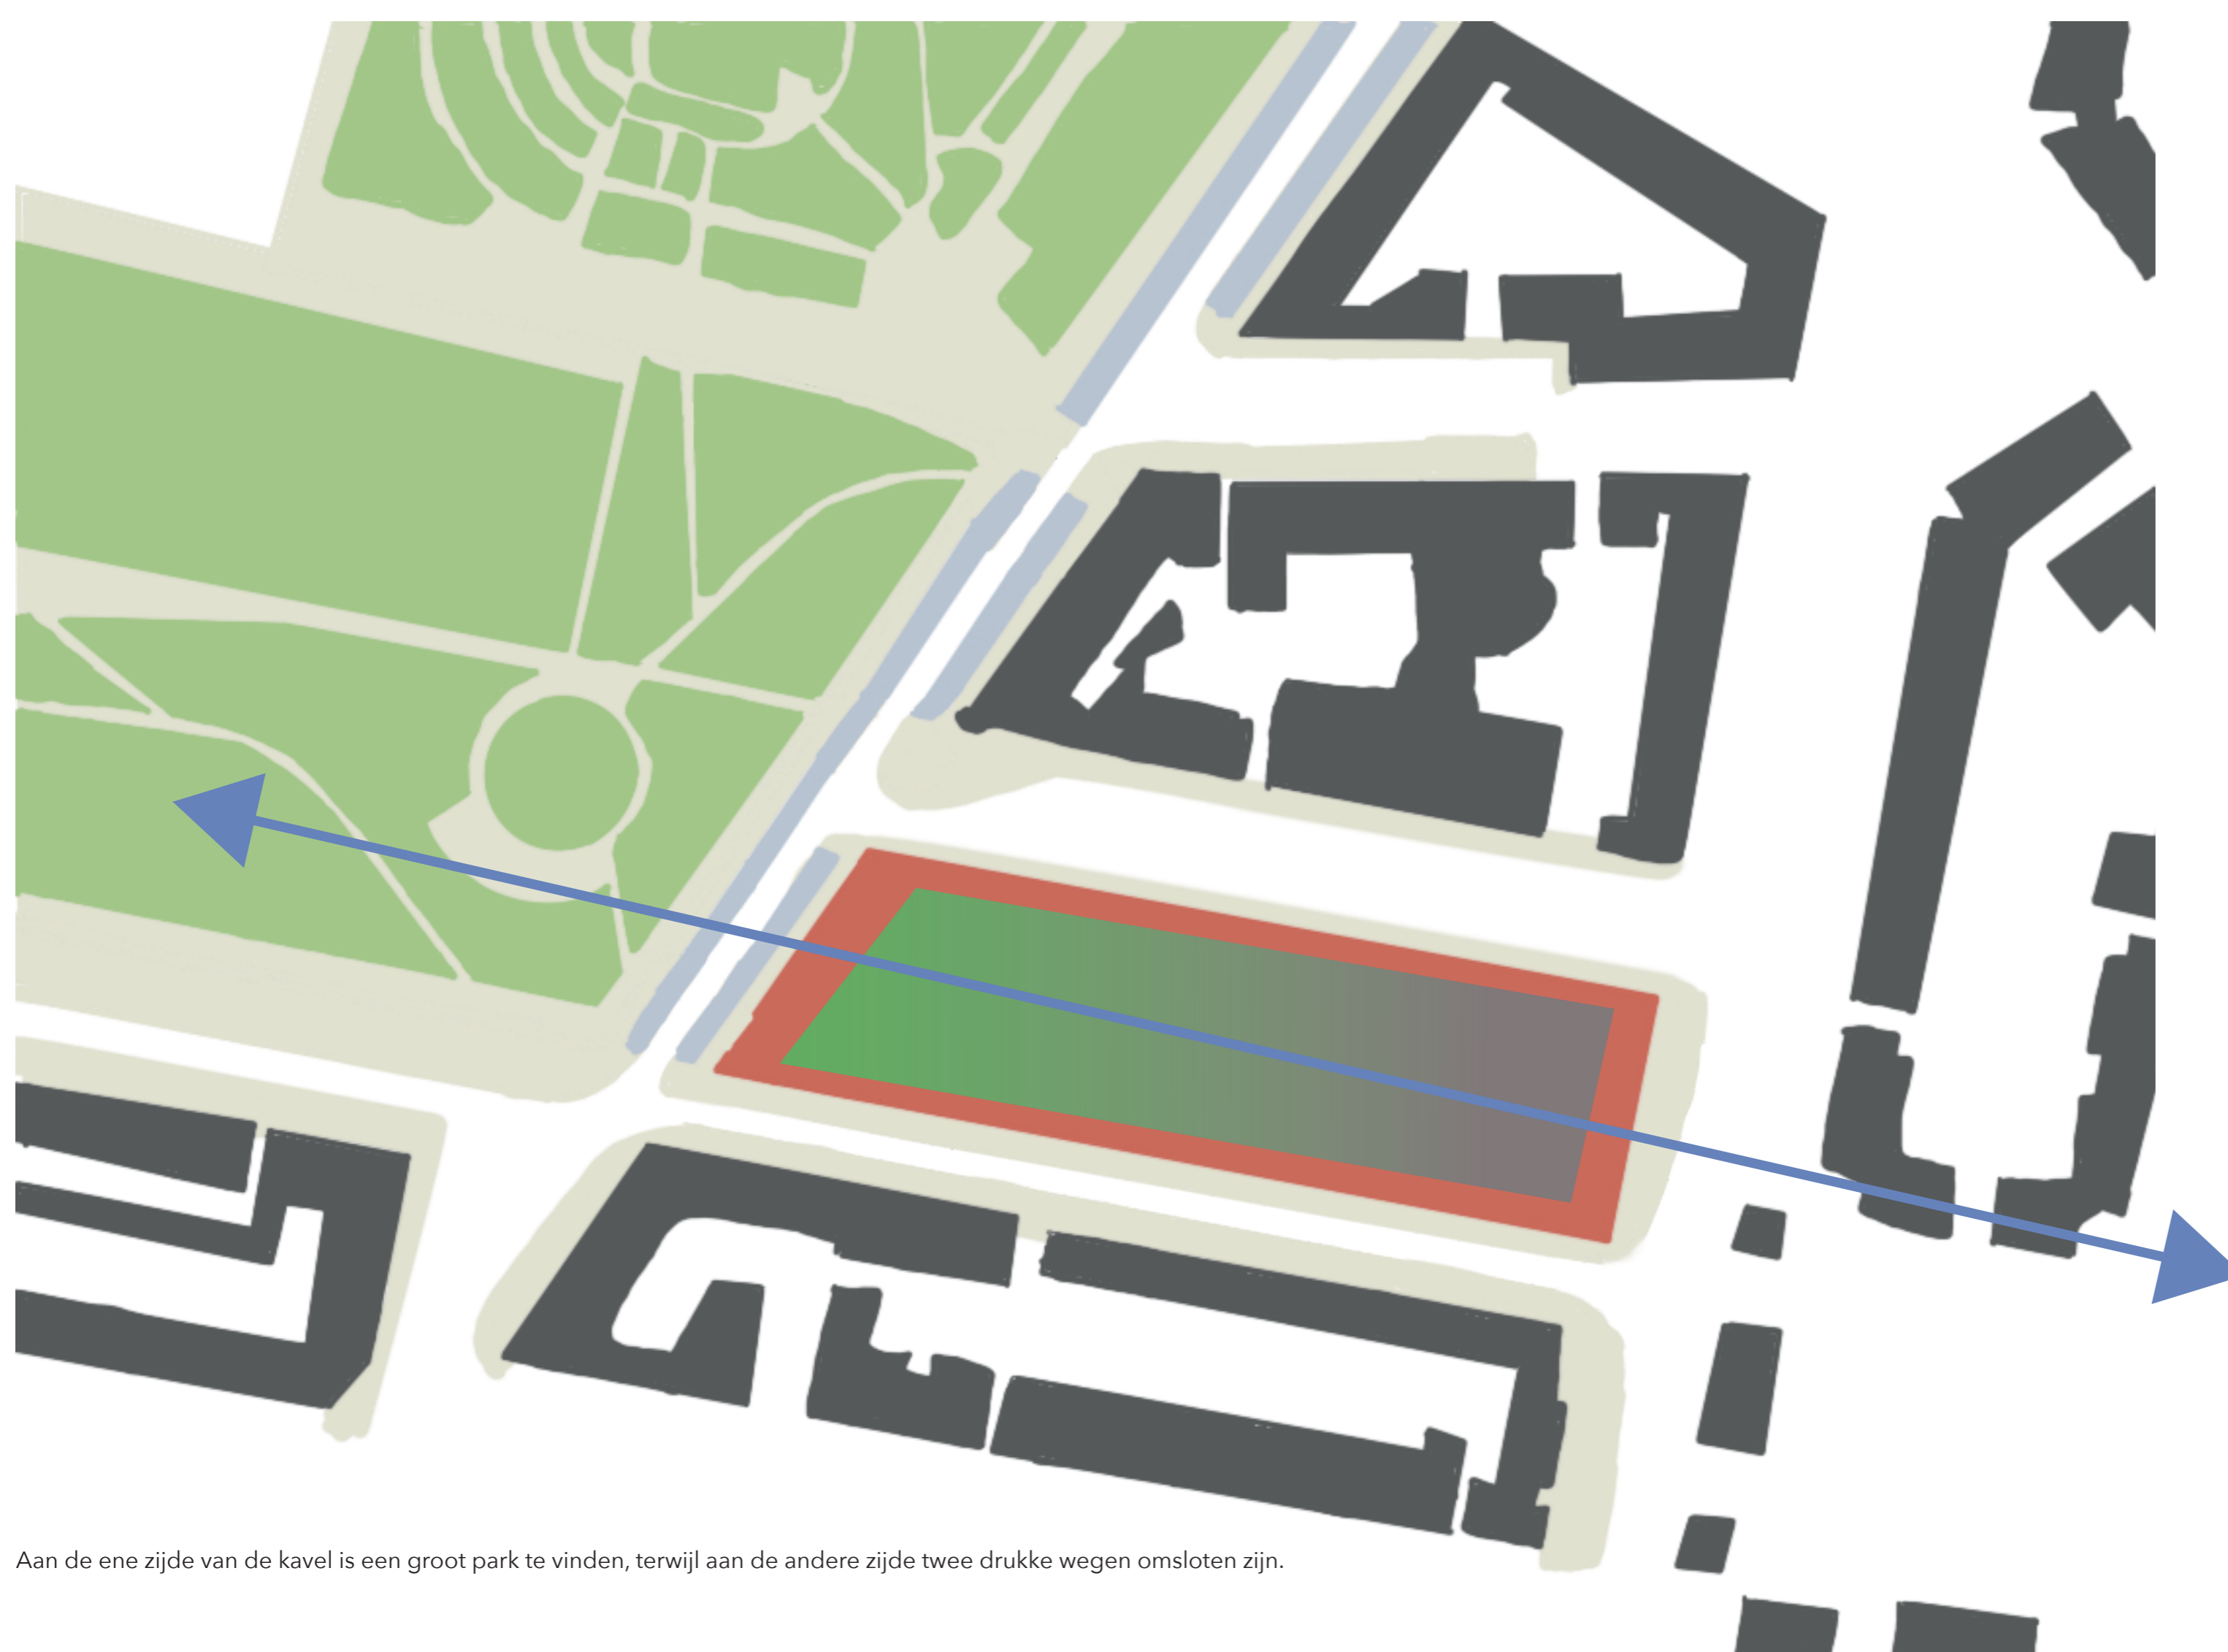 Aan de ene zijde van de kavel is een groot park te vinden, terwijl aan de andere zijde twee drukke wegen omsloten zijn.